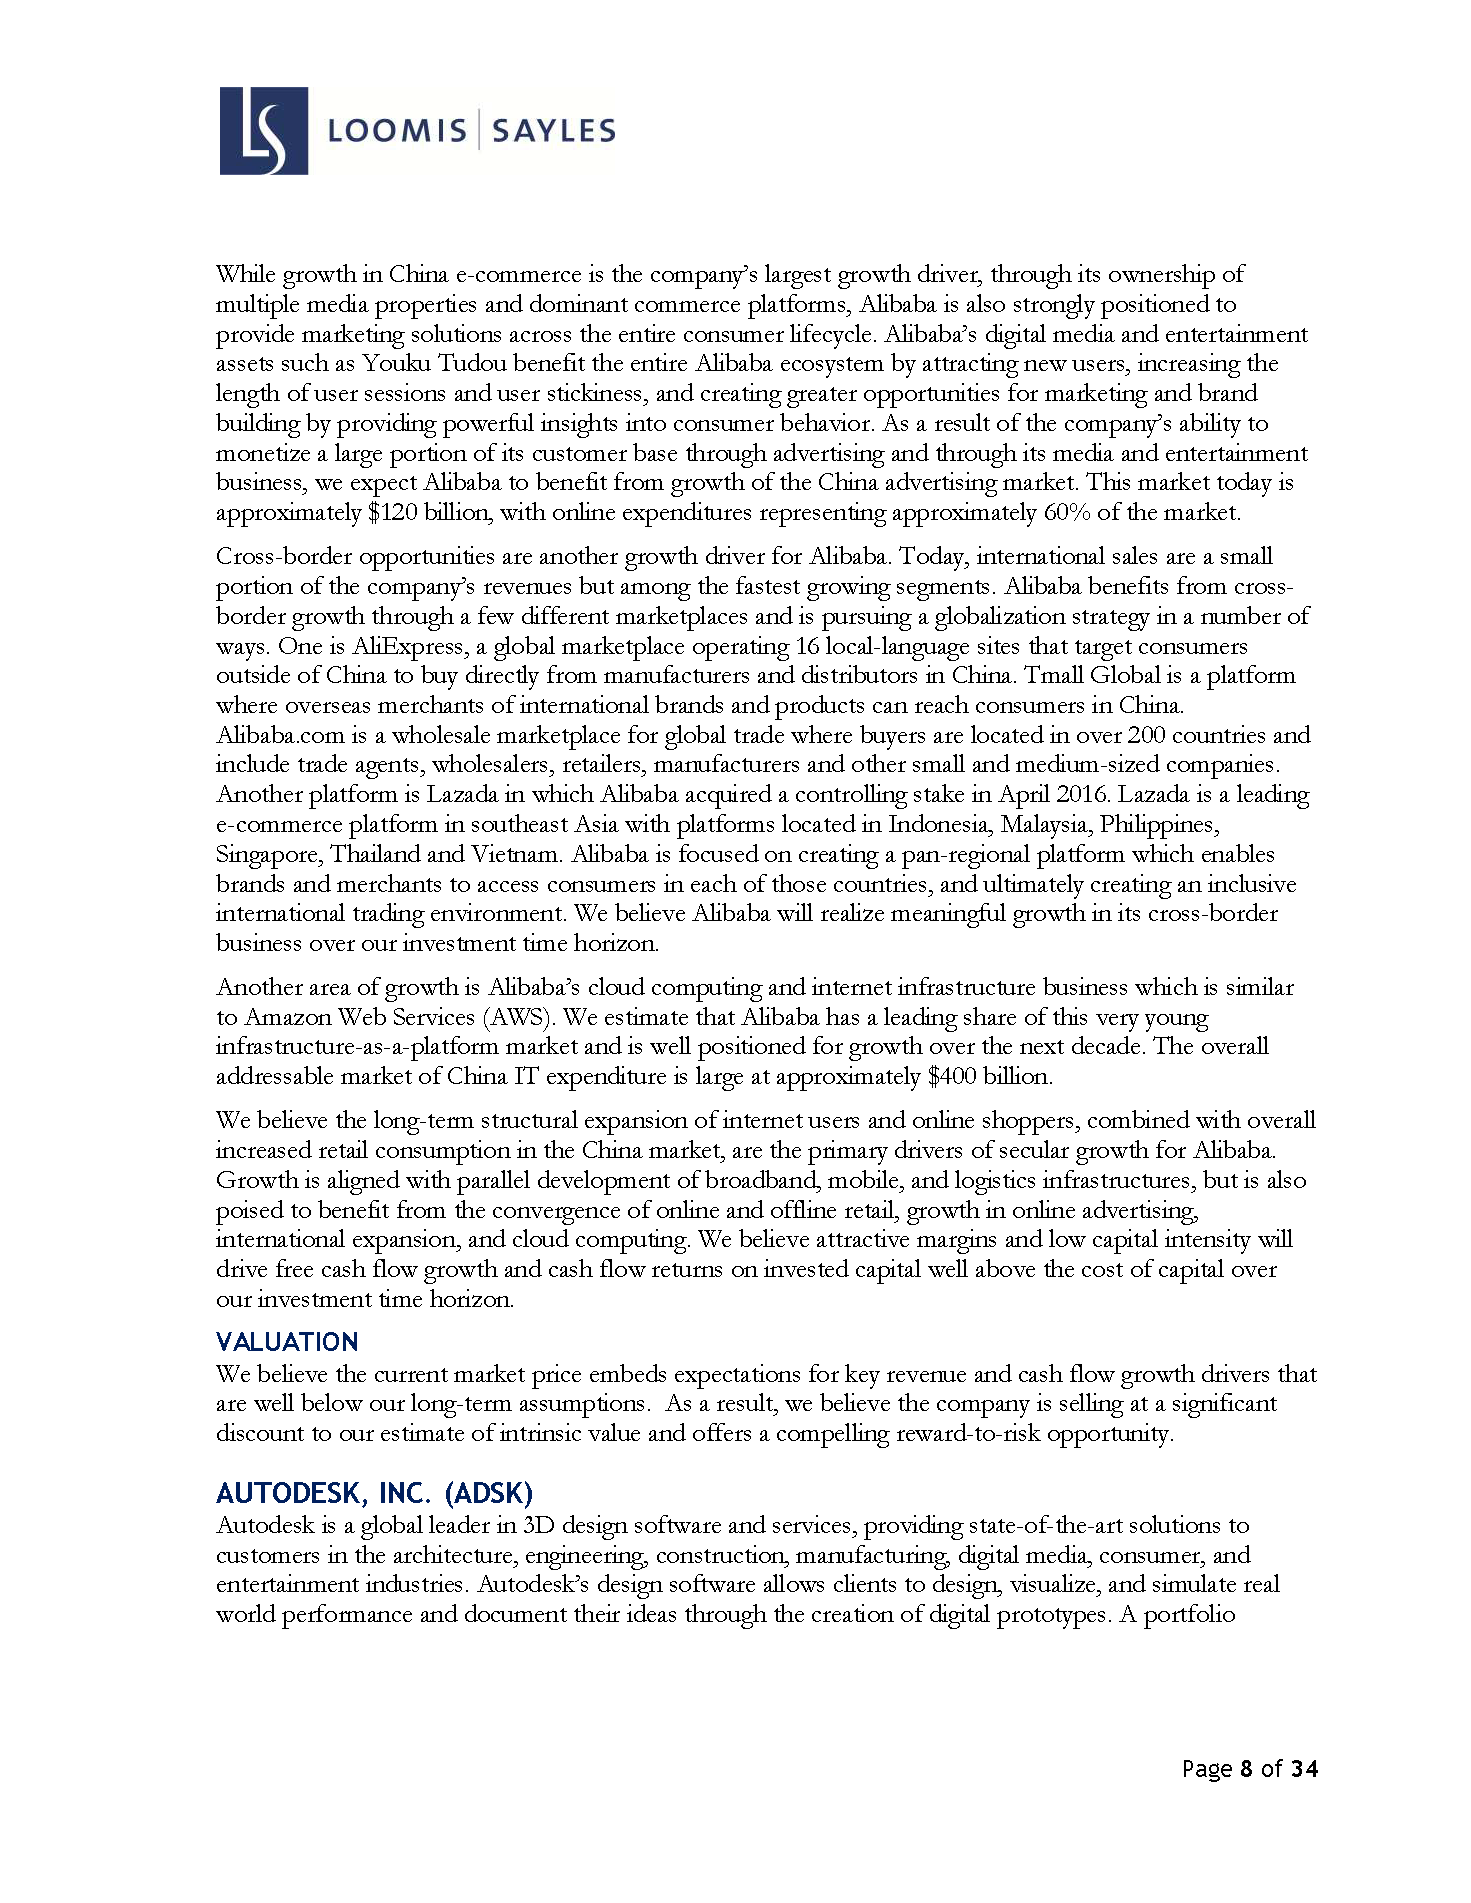 LS LOOMIS | SAYLES
While growth in China e-commerce is the company’s largest growth driver, through its ownership of
multiple media properties and dominant commerce platforms, Alibaba is also strongly positioned to
provide marketing solutions across the entire consumer lifecycle. Alibaba’s digital media and entertainment
assets such as Youku Tudou benefit the entire Alibaba ecosystem by attracting new users, increasing the
length of user sessions and user stickiness, and creating greater opportunities for marketing and brand
building by providing powerful insights into consumer behavior. As a result of the company’s ability to
monetize a large portion of its customer base through advertising and through its media and entertainment
business, we expect Alibaba to benefit from growth of the China advertising market. This market today is
approximately $120 billion, with online expenditures representing approximately 60% of the market.
Cross-border opportunities are another growth driver for Alibaba. Today, international sales are a small
portion of the company’s revenues but among the fastest growing segments. Alibaba benefits from cross-
border growth through a few different marketplaces and is pursuing a globalization strategy in a number of
ways. One is AliExpress, a global marketplace operating 16 local-language sites that target consumers
outside of China to buy directly from manufacturers and distributors in China. Tmall Global is a platform
where overseas merchants of international brands and products can reach consumers in China.
Alibaba.com is a wholesale marketplace for global trade where buyers are located in over 200 countries and
include trade agents, wholesalers, retailers, manufacturers and other small and medium-sized companies.
Another platform is Lazada in which Alibaba acquired a controlling stake in April 2016. Lazada is a leading
e-commerce platform in southeast Asia with platforms located in Indonesia, Malaysia, Philippines,
Singapore, Thailand and Vietnam. Alibaba is focused on creating a pan-regional platform which enables
brands and merchants to access consumers in each of those countries, and ultimately creating an inclusive
international trading environment. We believe Alibaba will realize meaningful growth in its cross-border
business over our investment time horizon.
Another area of growth is Alibaba’s cloud computing and internet infrastructure business which is similar
to Amazon Web Services (AWS). We estimate that Alibaba has a leading share of this very young
infrastructure-as-a-platform market and is well positioned for growth over the next decade. The overall
addressable market of China IT expenditure is large at approximately $400 billion.
We believe the long-term structural expansion of internet users and online shoppers, combined with overall
increased retail consumption in the China market, are the primary drivers of secular growth for Alibaba.
Growth is aligned with parallel development of broadband, mobile, and logistics infrastructures, but is also
poised to benefit from the convergence of online and offline retail, growth in online advertising,
international expansion, and cloud computing. We believe attractive margins and low capital intensity will
drive free cash flow growth and cash flow returns on invested capital well above the cost of capital over
our investment time horizon.
VALUATION
We believe the current market price embeds expectations for key revenue and cash flow growth drivers that
are well below our long-term assumptions.  As a result, we believe the company is selling at a significant
discount to our estimate of intrinsic value and offers a compelling reward-to-risk opportunity.
AUTODESK, INC. (ADSK)
Autodesk is a global leader in 3D design software and services, providing state-of-the-art solutions to
customers in the architecture, engineering, construction, manufacturing, digital media, consumer, and
entertainment industries. Autodesk’s design software allows clients to design, visualize, and simulate real
world performance and document their ideas through the creation of digital prototypes. A portfolio
Page 8 of 34